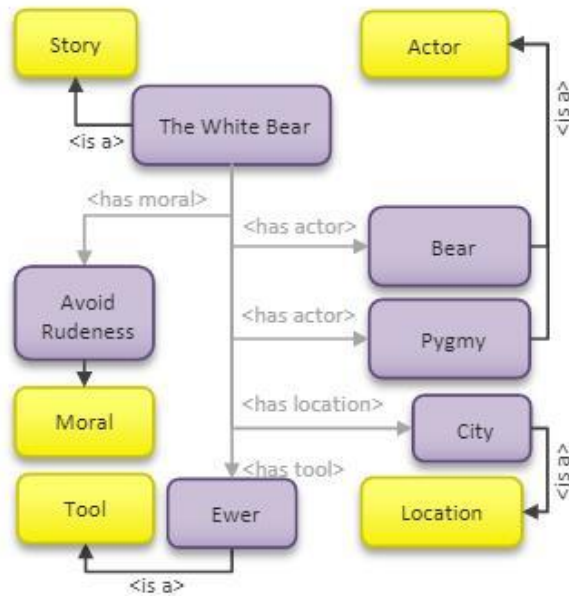 Story
Actor
The White Bear
<is a>
<is a>
<has moral>
<has actor>
Bear
Avoid
Rudeness
<has actor>
Pygmy
<has location>
City
Moral
<has tool>
<is a>
Tool
Ewer
Location
<is a>